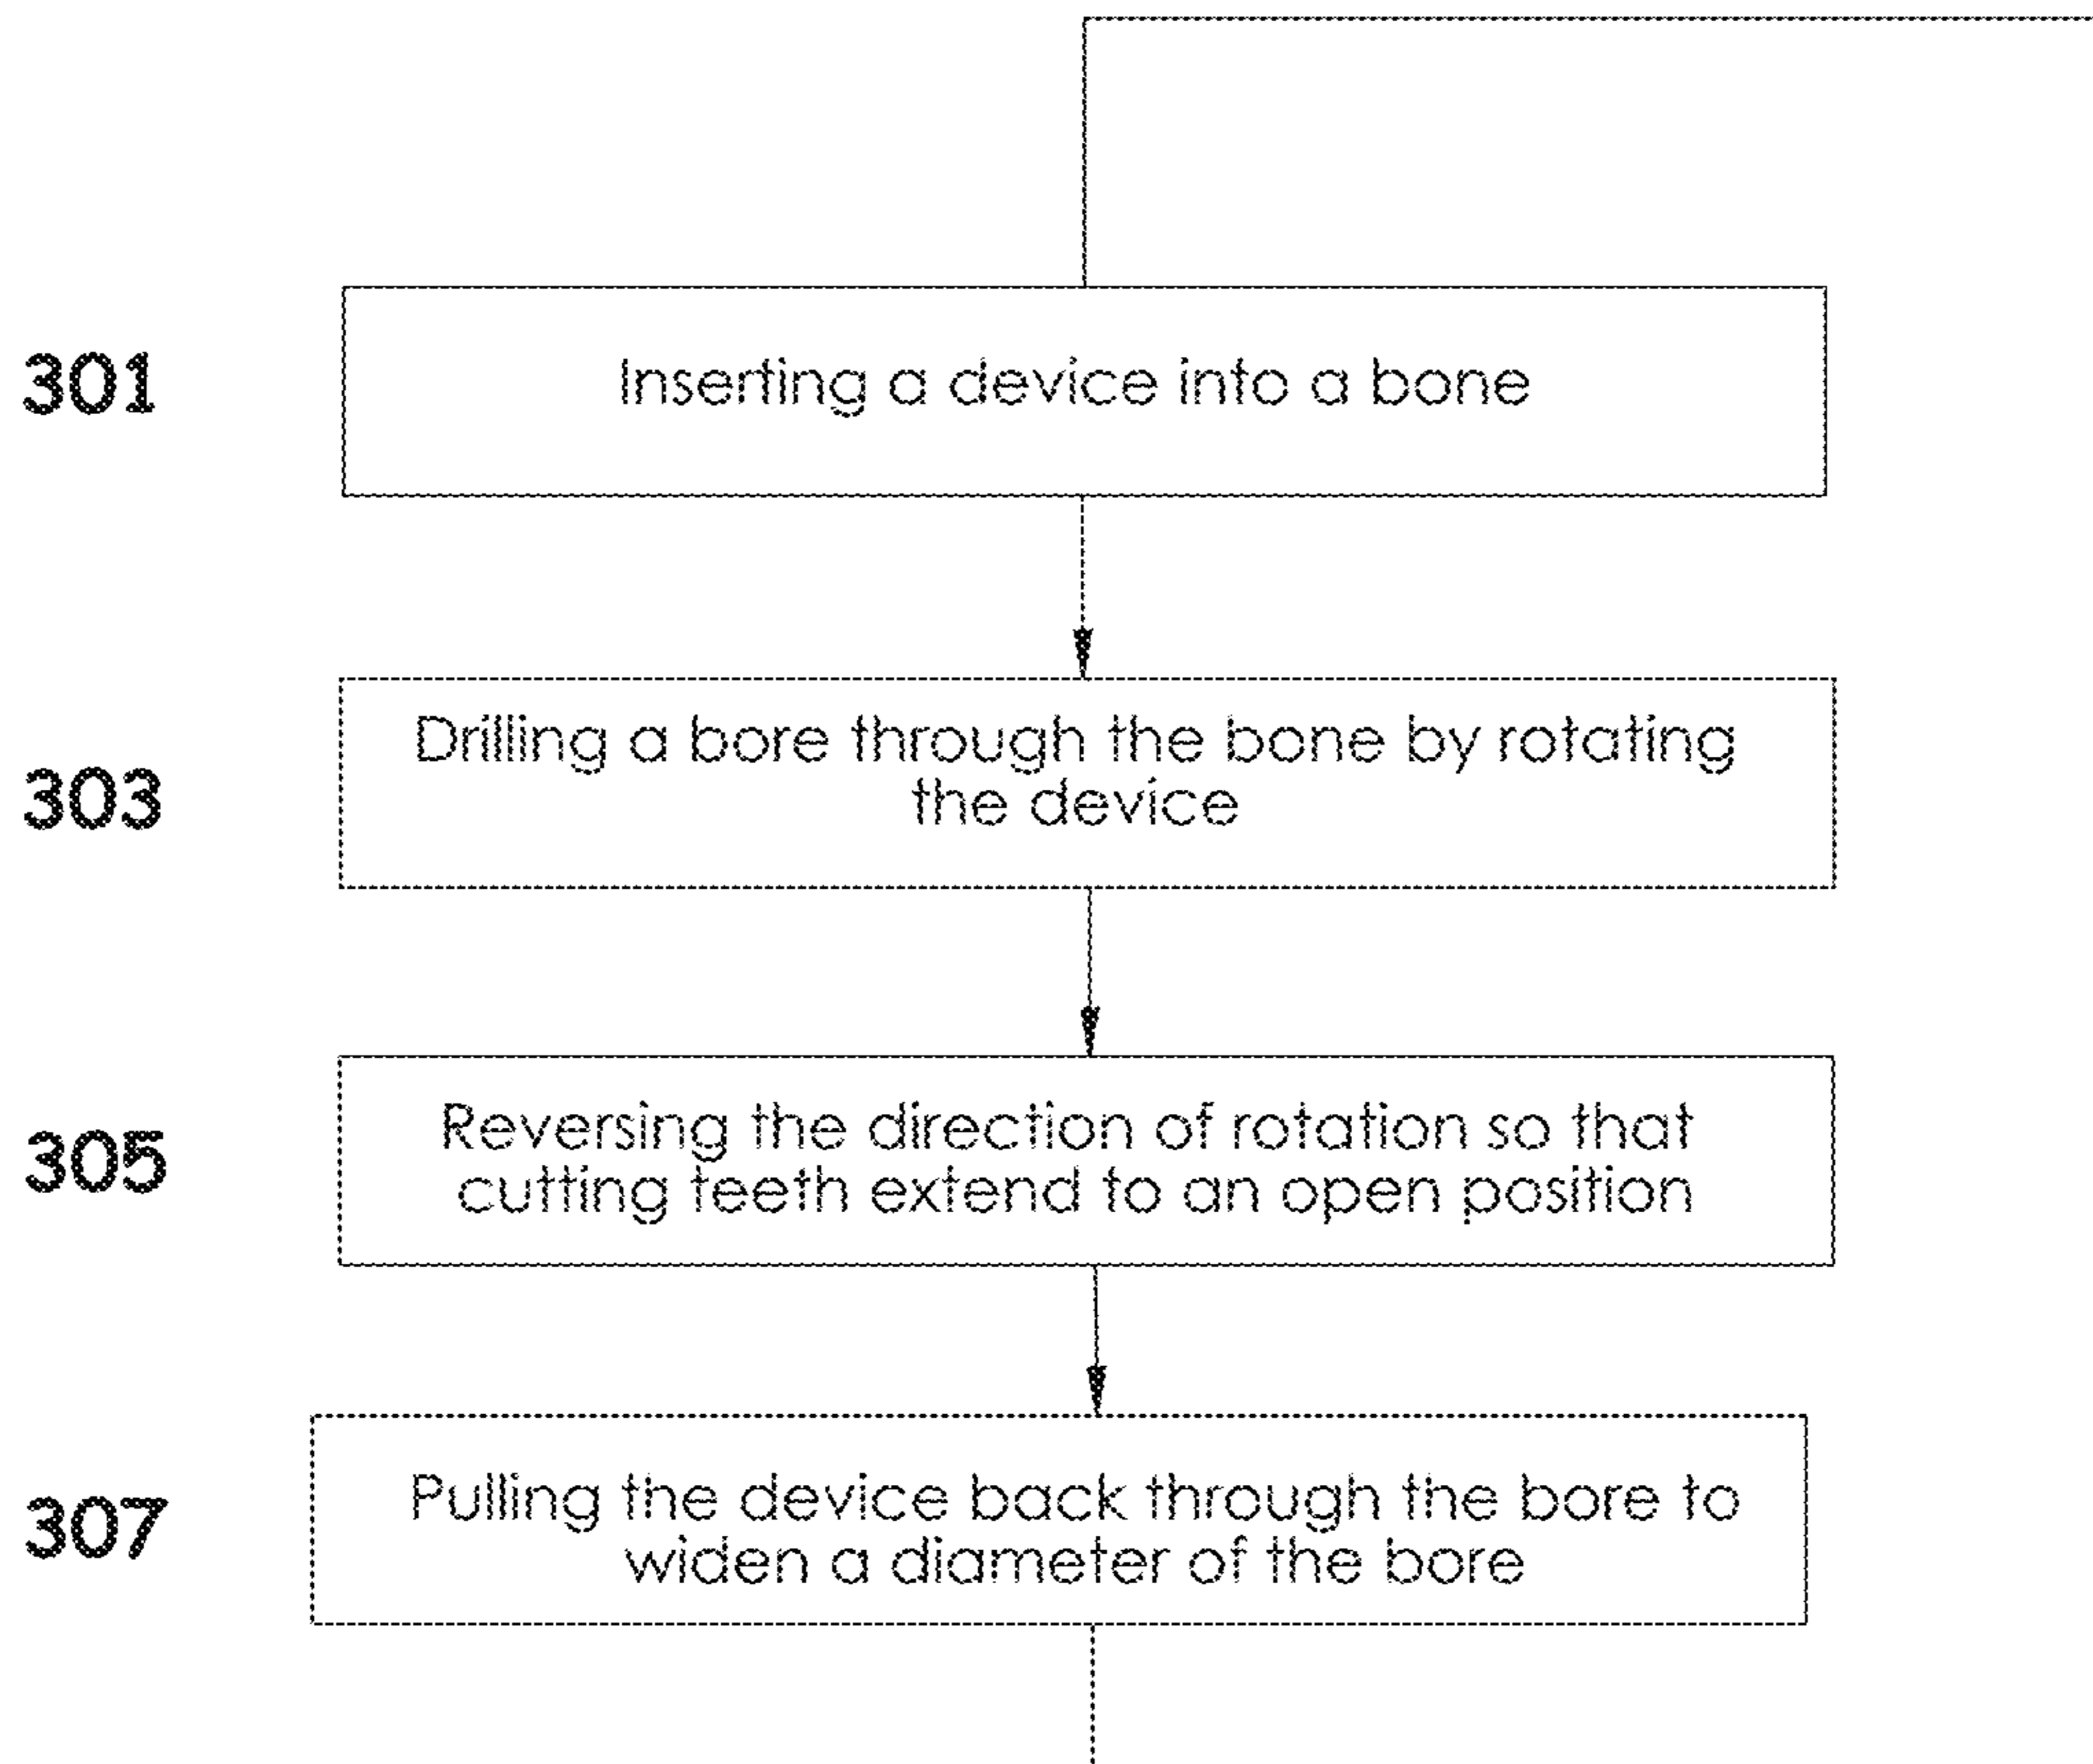 301
Inserting a device into a bone
303
Drilling a bore through the bone by rotating
the device
305
Reversing the direction of rotation so that
cutting teeth extend to an open position
307
Pulling the device back through the bore to
widen a diameter of the bore